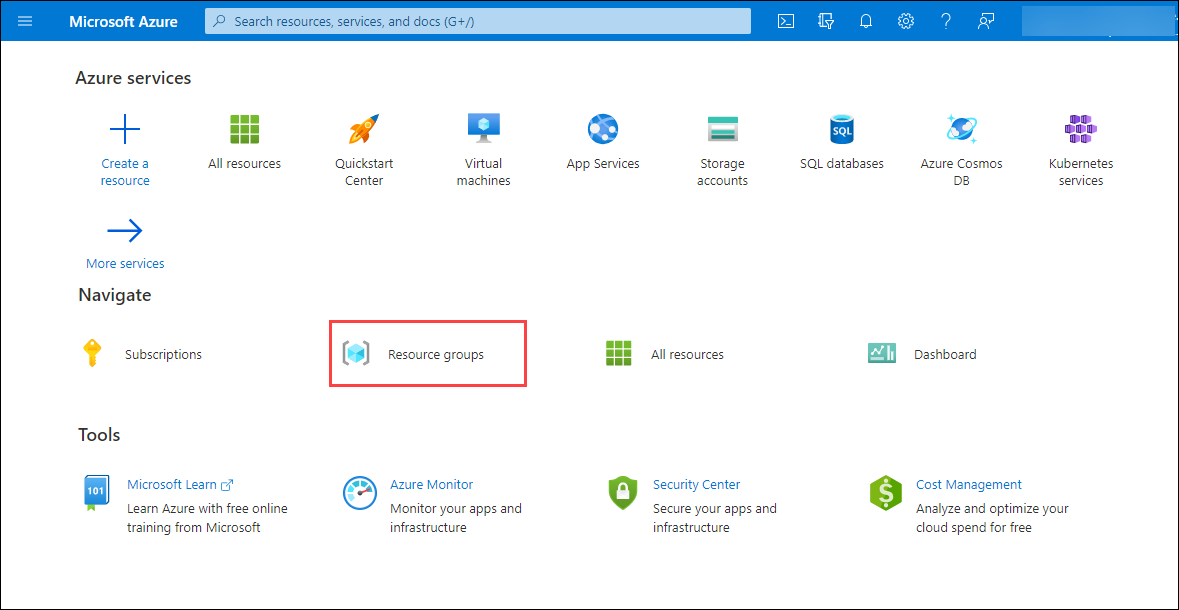 Microsoft Azure
Search resources, services, and docs (G+/)
Azure services
Create a
resource
All resources
Quickstart
Center
Virtual
machines
App Services
Storage
accounts
SQL
SQL databases
Azure Cosmos
DB
Kubernetes
services
More services
Navigate
Subscriptions
Resource groups
All resources
Dashboard
Tools
101
Microsoft Learn
Learn Azure with free online
training from Microsoft
Azure Monitor
Monitor your apps and
infrastructure
Security Center
Secure your apps and
infrastructure
$
Cost Management
Analyze and optimize your
cloud spend for free